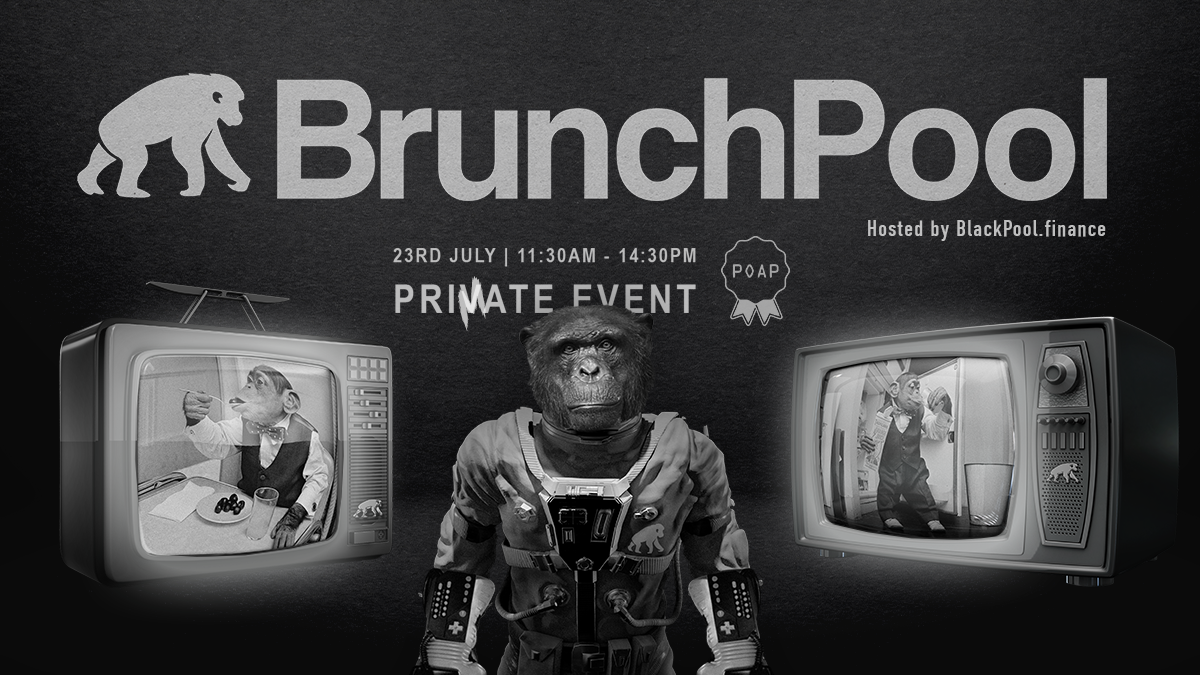 BrunchPool
Hosted by BlackPool.finance
23RD JULY | 11:30AM - 14:30PM
POAP
PRIVATE EVENT